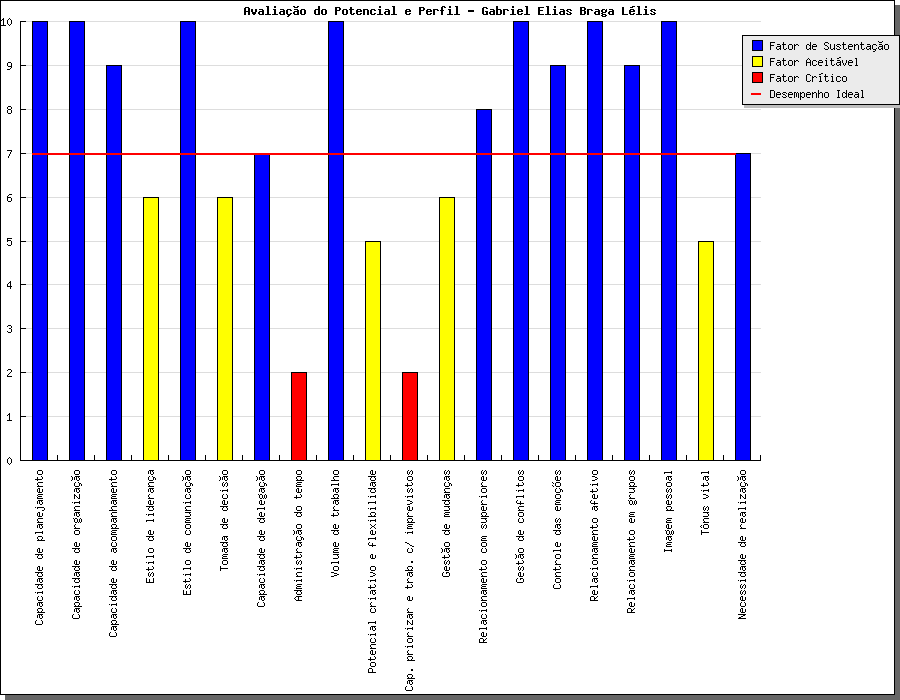 Avaliação do Potencial e Perfil - Gabriel Elias Braga Lélis
Fator de Sustentação
Fator Aceitável
Fator Crítico
Desempenho Ideal
10
9
8
7
6
5
4
3
2
1
0
Capacidade de planejamento
Capacidade de organização
Capacidade de acompanhamento
Estilo de liderança
Estilo de comunicação
Tomada de decisão
Capacidade de delegação
Administração do tempo
Volume de trabalho
Potencial criativo e flexibilidade
Cap. priorizar e trab. c/ imprevistos
Gestão de mudanças
Relacionamento com superiores
Gestão de conflitos
Controle das emoções
Relacionamento afetivo
Relacionamento em grupos
Imagem pessoal
Tônus vital
Necessidade de realização